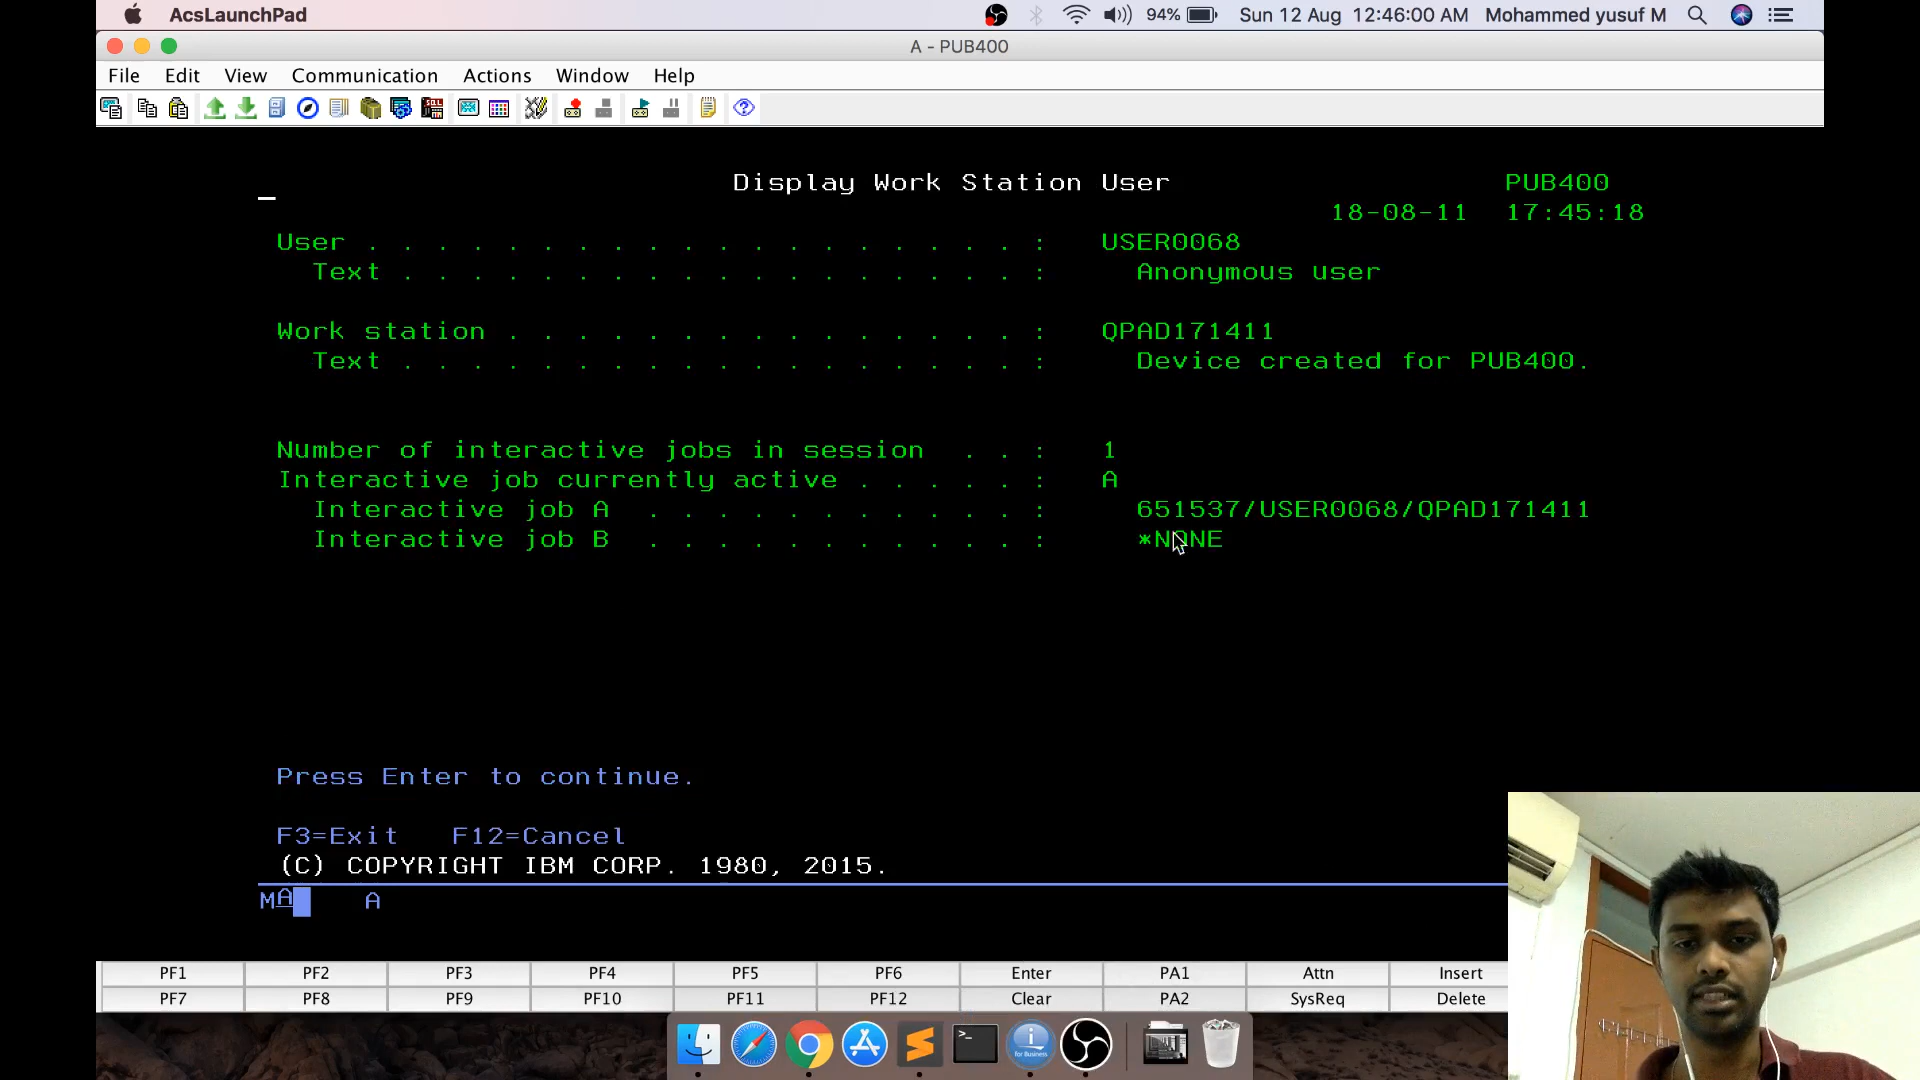 AcsLaunchPad 94% Sun 12 Aug 12:46:00 AM Mohammed yusuf M
A - PUB400
File Edit View Communication Actions Window Help
Display Work Station User PUB400
18-08-11 17:45:18
User . . . . . . . . . . . . . . . . . . . . : USER0068
Text . . . . . . . . . . . . . . . . . . . : Anonymous user
Work station . . . . . . . . . . . . . . . . : QPAD171411
Text . . . . . . . . . . . . . . . . . . . : Device created for PUB400.
Number of interactive jobs in session . . : 1
Interactive job currently active . . . . . : A
Interactive job A . . . . . . . . . . . : 651537/USER0068/QPAD171411
Interactive job B . . . . . . . . . . . : *NONE
Press Enter to continue.
F3=Exit F12=Cancel
(C) COPYRIGHT IBM CORP. 1980, 2015.
MA A
PF1 PF2 PF3 PF4 PF5 PF6 Enter PA1 Attn Insert
PF7 PF8 PF9 PF10 PF11 PF12 Clear PA2 SysReq Delete
for Business